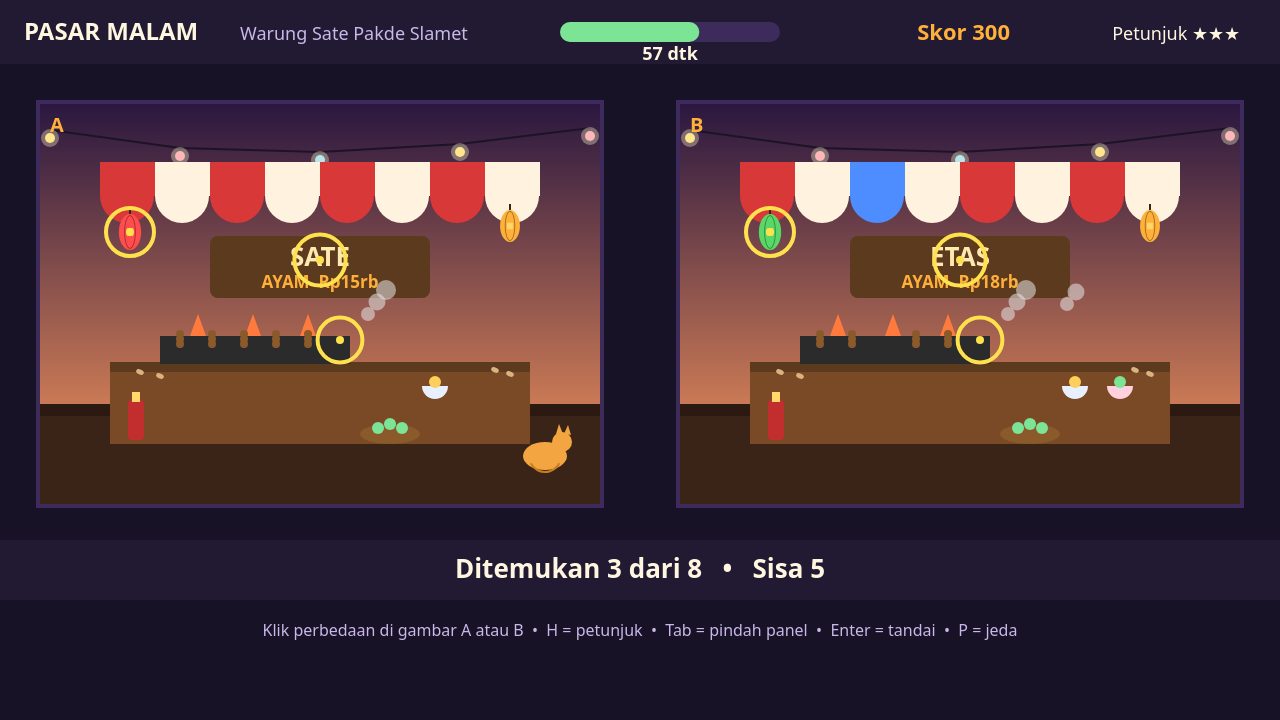 PASAR MALAM
Warung Sate Pakde Slamet
57 dtk
Skor 300
Petunjuk ★★★
A
SATE
AYAM Rp15rb
B
ETAS
AYAM Rp18rb
Ditemukan 3 dari 8 • Sisa 5
Klik perbedaan di gambar A atau B • H = petunjuk • Tab = pindah panel • Enter = tandai • P = jeda